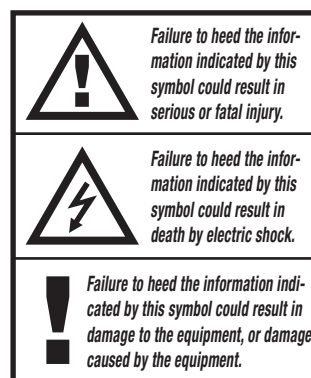 Failure to heed the infor-
mation indicated by this
symbol could result in
serious or fatal injury.
Failure to heed the infor-
mation indicated by this
symbol could result in
death by electric shock.
Failure to heed the information indi-
cated by this symbol could result in
damage to the equipment, or damage
caused by the equipment.